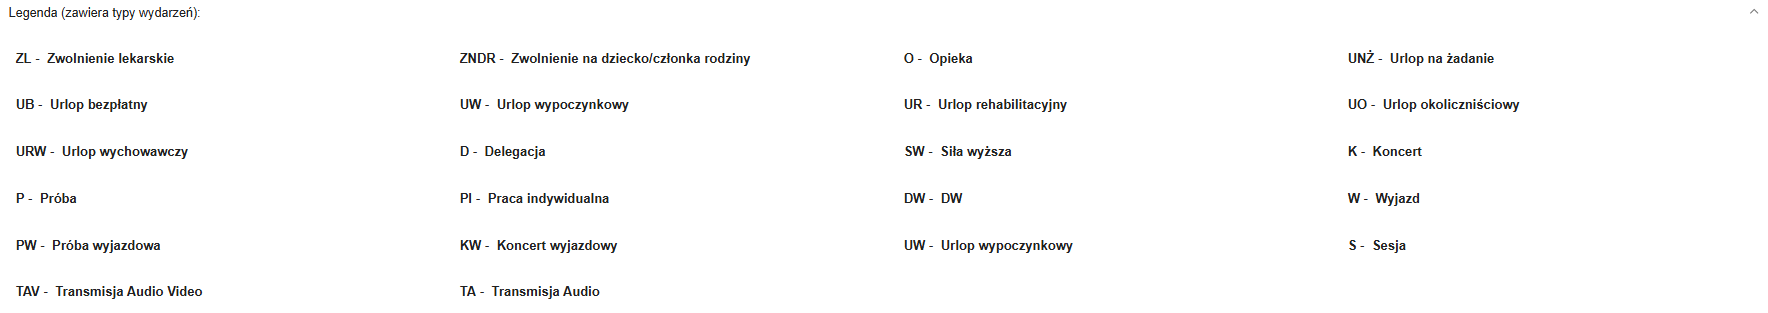 Legenda (zawiera typy wydarzeń):
ZL - Zwolnienie lekarskie
ZNDR - Zwolnienie na dziecko/członka rodziny
O - Opieka
UNŻ - Urlop na żadanie
UB - Urlop bezpłatny
UW - Urlop wypoczynkowy
UR - Urlop rehabilitacyjny
UO - Urlop okoliczniściowy
URW - Urlop wychowawczy
D - Delegacja
SW - Siła wyższa
K - Koncert
P - Próba
PI - Praca indywidualna
DW - DW
W - Wyjazd
PW - Próba wyjazdowa
KW - Koncert wyjazdowy
UW - Urlop wypoczynkowy
S - Sesja
TAV - Transmisja Audio Video
TA - Transmisja Audio